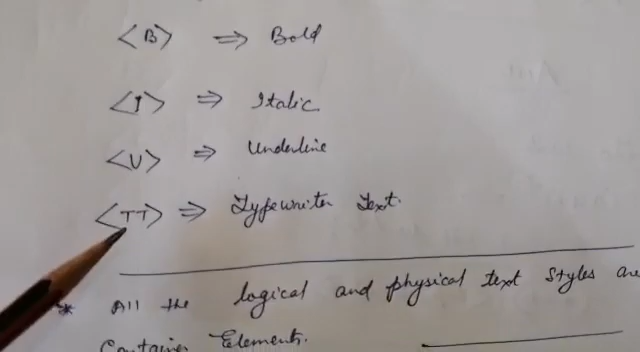 <B> ⇒ Bold
<I> ⇒ Italic
<U> ⇒ Underline
<TT> ⇒ Typewriter Text.
* All the logical and physical text styles are
Container Elements.